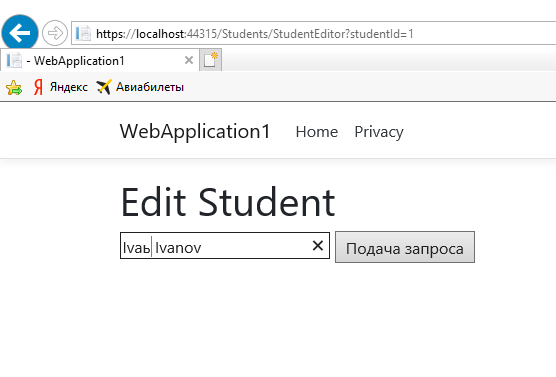 https://localhost:44315/Students/StudentEditor?studentId=1
- WebApplication1
Яндекс Авиабилеты
WebApplication1 Home Privacy
Edit Student
Ivaь Ivanov Подача запроса